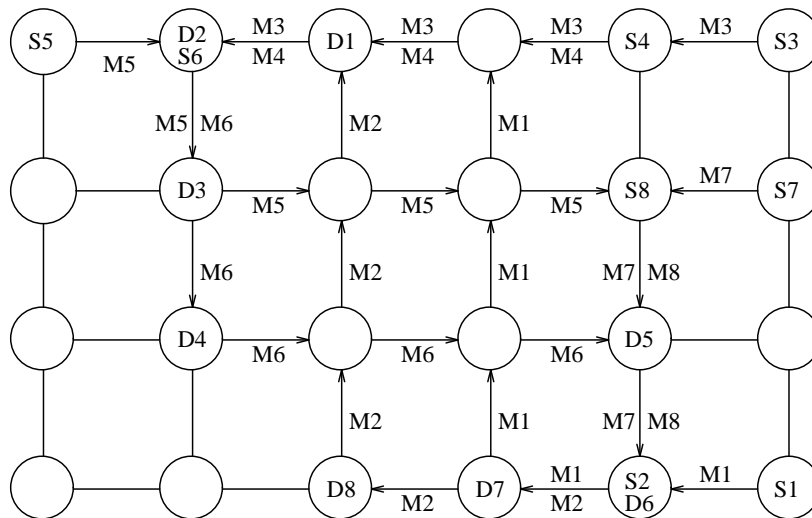 S5 M5 D2 M3 D1 M3 M3 S4 M3 S3
S6 M4 M4 M4
M5 M6 M2 M1
D3 M5 M5 M5 S8 M7 S7
M6 M2 M1 M7 M8
D4 M6 M6 M6 D5
M2 M1 M7 M8
D8 M2 D7 M1 S2 M1 S1
M2 D6